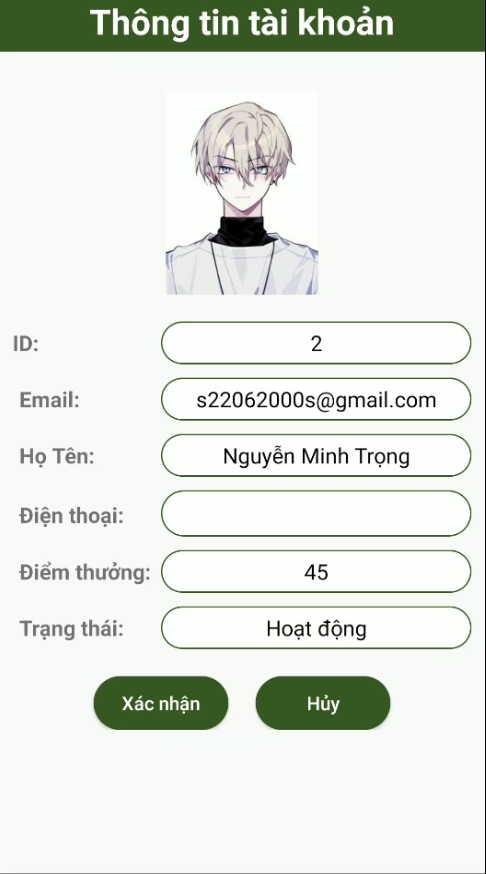 Thông tin tài khoản
ID: 2
Email: s22062000s@gmail.com
Họ Tên: Nguyễn Minh Trọng
Điện thoại:
Điểm thưởng: 45
Trạng thái: Hoạt động
Xác nhận Hủy